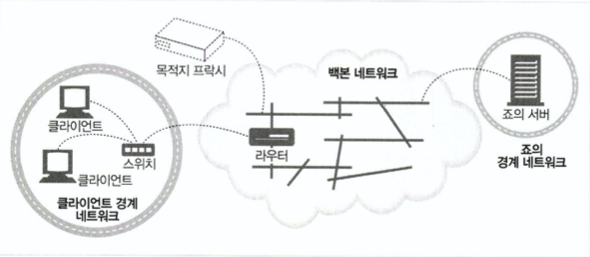 목적지 프락시
백본 네트워크
클라이언트
스위치
클라이언트
클라이언트 경계
네트워크
라우터
죠의 서버
죠의
경계 네트워크